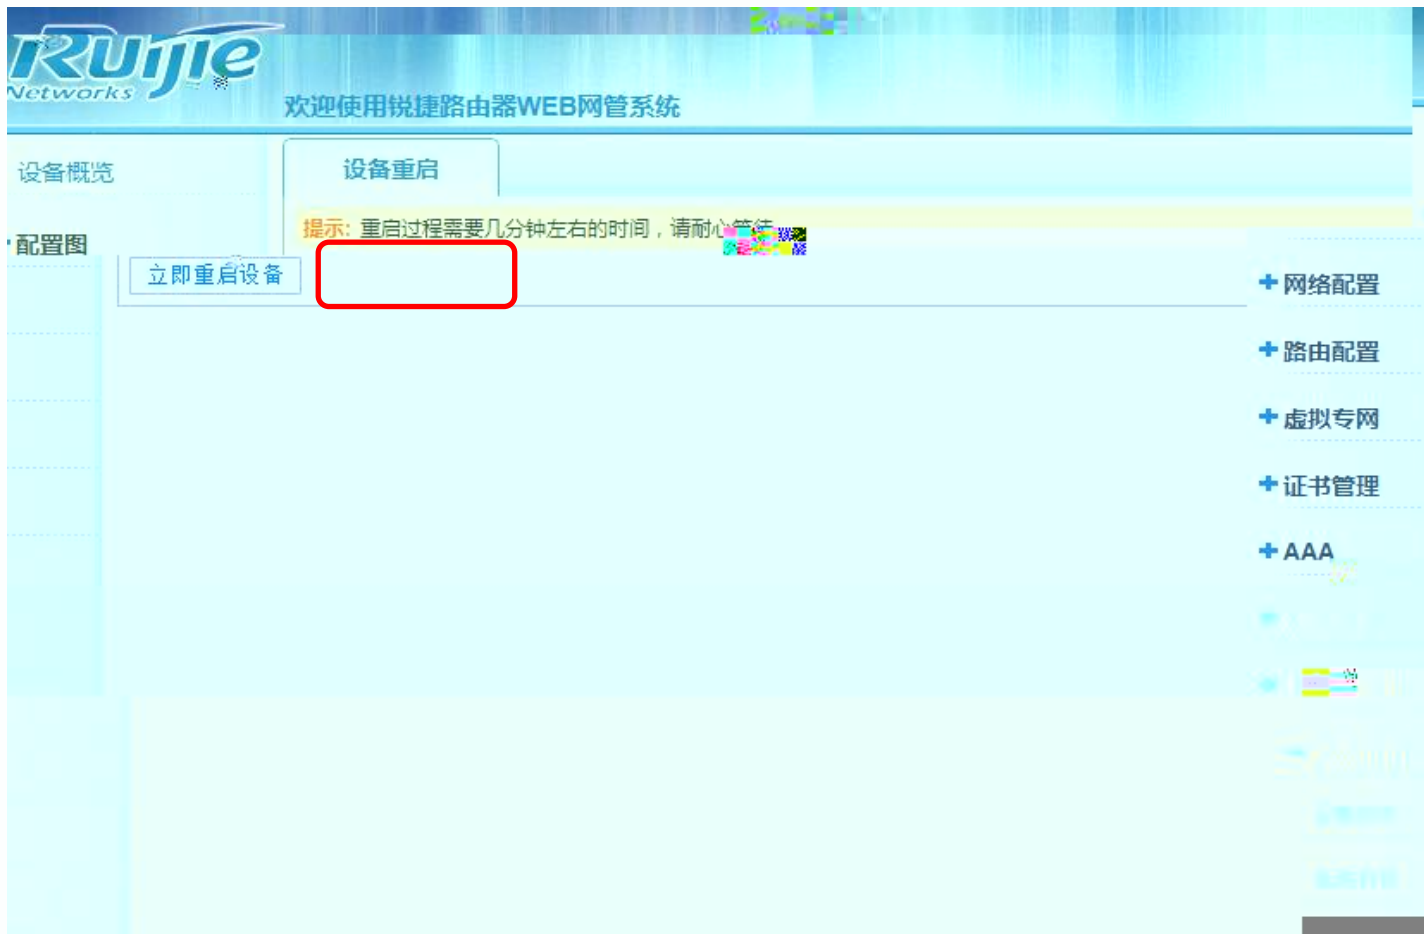 RUIJIE
Networks
欢迎使用锐捷路由器WEB网管系统
设备概览
设备重启
提示: 重启过程需要几分钟左右的时间，请耐心等待
配置图
立即重启设备
网络配置
路由配置
虚拟专网
证书管理
AAA